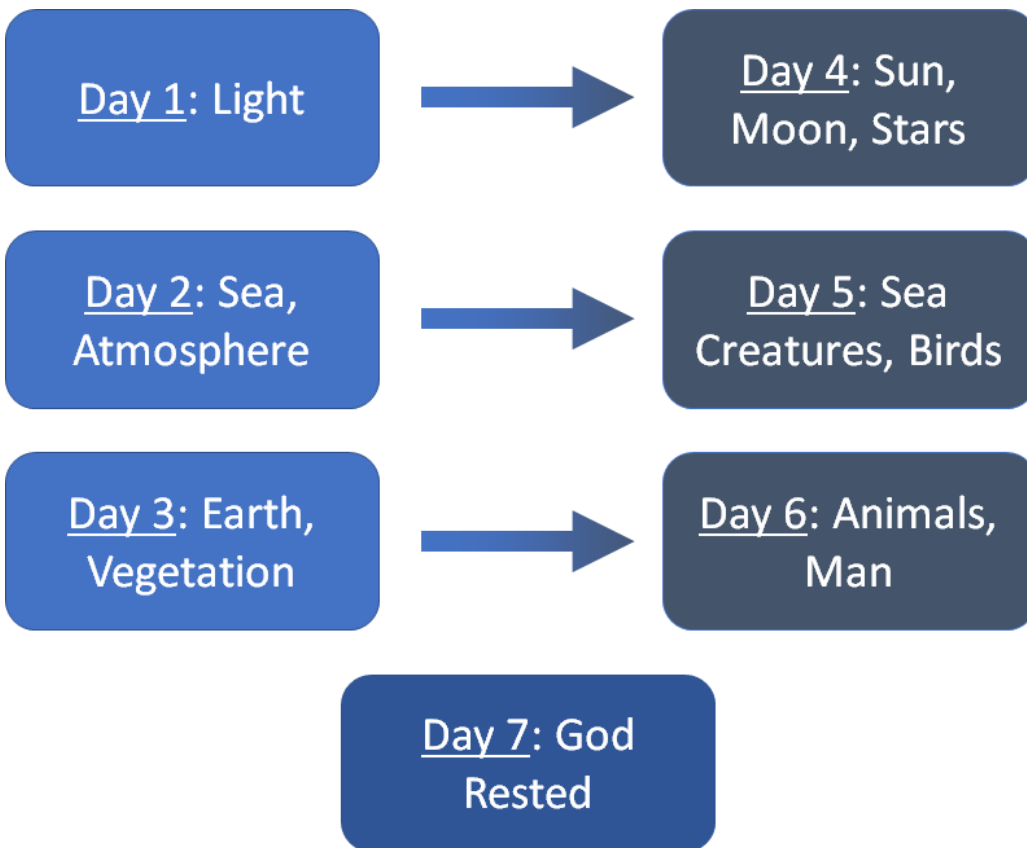 Day 1: Light
Day 4: Sun,
Moon, Stars
Day 2: Sea,
Atmosphere
Day 5: Sea
Creatures, Birds
Day 3: Earth,
Vegetation
Day 6: Animals,
Man
Day 7: God
Rested